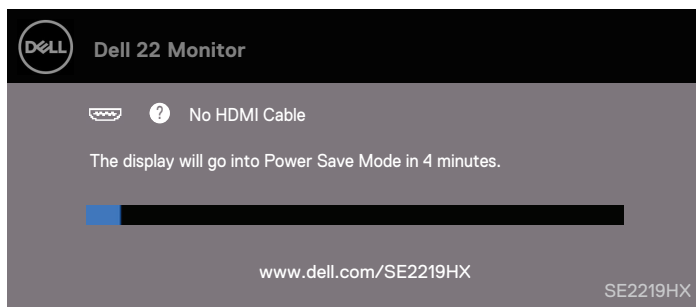 DELL
Dell 22 Monitor
? No HDMI Cable
The display will go into Power Save Mode in 4 minutes.
www.dell.com/SE2219HX
SE2219HX